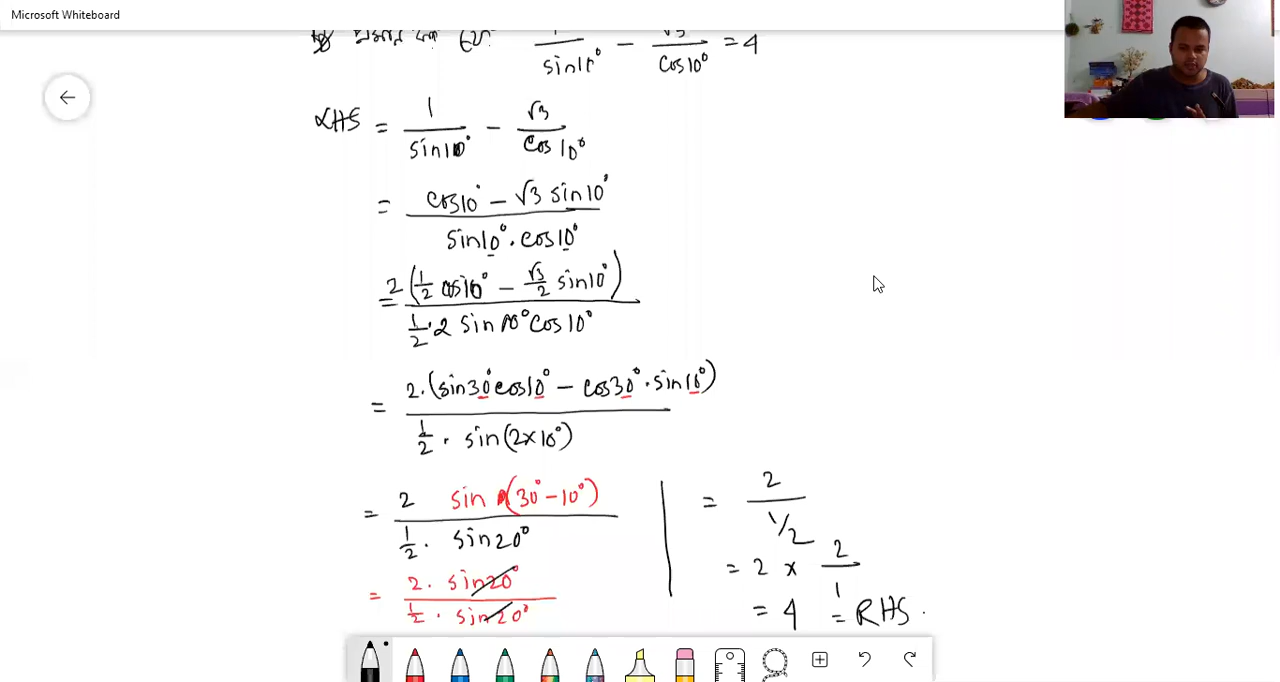 Microsoft Whiteboard
1/sin10° − √3/cos10° = 4
LHS = 1/sin10° − √3/cos10°
= (cos10° − √3 sin10°)/(sin10° · cos10°)
= 2(1/2 cos10° − √3/2 sin10°)/(1/2 · 2 sin10° cos10°)
= 2·(sin30° cos10° − cos30° · sin10°)/(1/2 · sin(2×10°))
= 2 sin(30° − 10°)/(1/2 · sin20°)
= 2 · sin20°/(1/2 · sin20°)
= 2/(1/2)
= 2 × 2/1
= 4 = RHS.